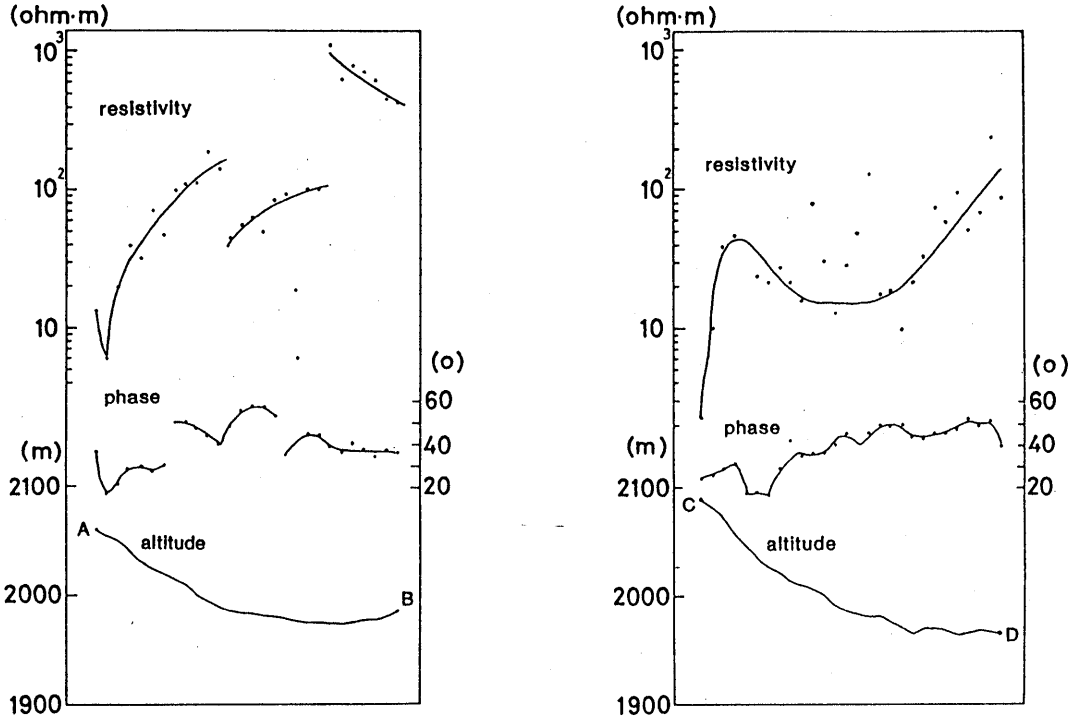 (ohm·m)
10³
resistivity
10²
10
(o)
phase
60
(m)
40
2100
20
A
altitude
2000
B
1900
(ohm·m)
10³
resistivity
10²
10
(o)
60
phase
(m)
40
2100
20
C
altitude
2000
D
1900